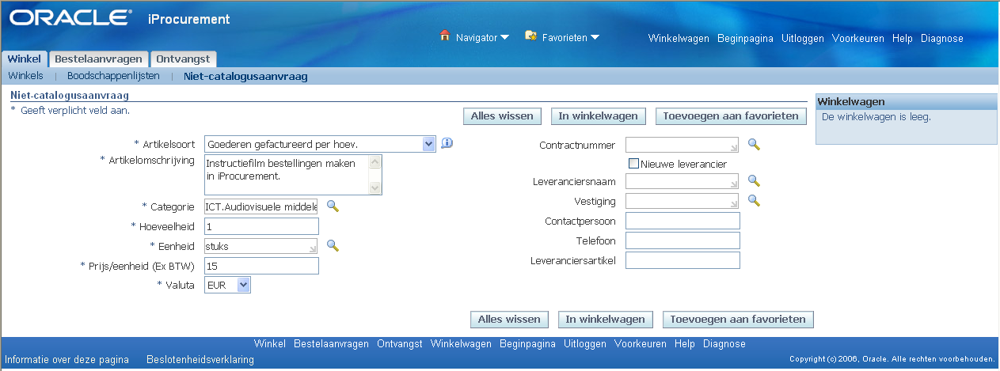 ORACLE® iProcurement
Navigator Favorieten Winkelwagen Beginpagina Uitloggen Voorkeuren Help Diagnose
Winkel Bestelaanvragen Ontvangst
Winkels | Boodschappenlijsten | Niet-catalogusaanvraag
Niet-catalogusaanvraag
* Geeft verplicht veld aan.
Alles wissen In winkelwagen Toevoegen aan favorieten
Winkelwagen
De winkelwagen is leeg.
* Artikelsoort Goederen gefactureerd per hoev.
* Artikelomschrijving Instructiefilm bestellingen maken
in iProcurement.
* Categorie ICT.Audiovisuele middele
* Hoeveelheid 1
* Eenheid stuks
* Prijs/eenheid (Ex BTW) 15
* Valuta EUR
Contractnummer
Nieuwe leverancier
Leveranciersnaam
Vestiging
Contactpersoon
Telefoon
Leveranciersartikel
Alles wissen In winkelwagen Toevoegen aan favorieten
Winkel Bestelaanvragen Ontvangst Winkelwagen Beginpagina Uitloggen Voorkeuren Help Diagnose
Informatie over deze pagina Beslotenheidsverklaring Copyright (c) 2006, Oracle. Alle rechten voorbehouden.